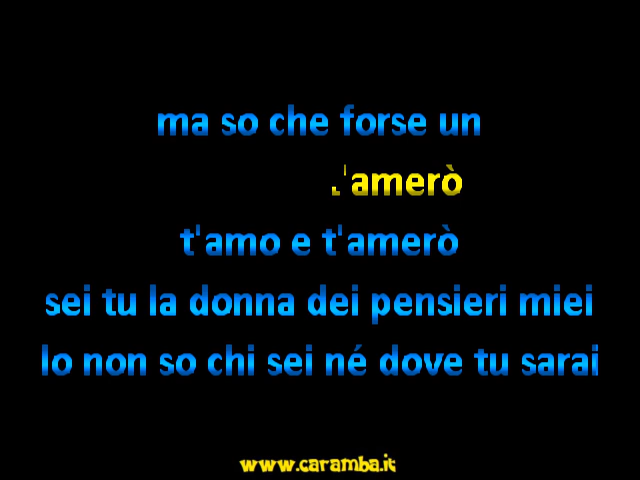 ma so che forse un
t'amerò
t'amo e t'amerò
sei tu la donna dei pensieri miei
Io non so chi sei né dove tu sarai
www.caramba.it